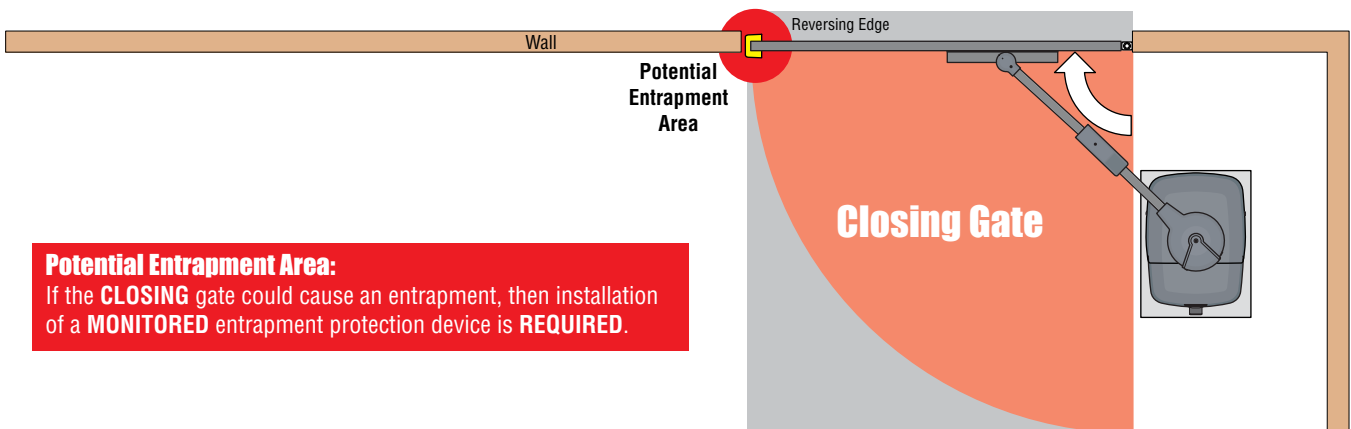 Reversing Edge
Wall
Potential
Entrapment
Area
Closing Gate
Potential Entrapment Area:
If the CLOSING gate could cause an entrapment, then installation
of a MONITORED entrapment protection device is REQUIRED.